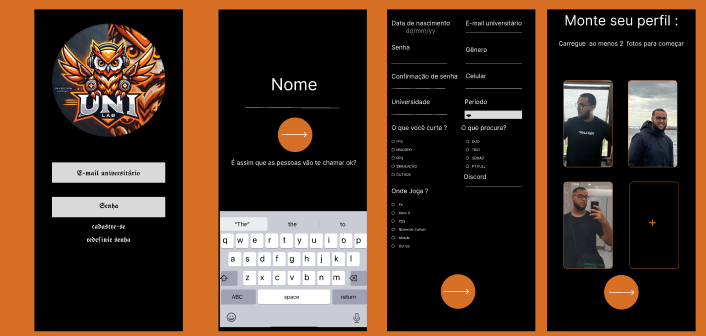 UNI
LAB
E-mail universitário
Senha
cadastre-se
redefinir senha
Nome
É assim que as pessoas vão te chamar ok?
"The"
the
to
q w e r t y u i o p
a s d f g h j k l
z x c v b n m
ABC
space
return
Data de nascimento
dd/mm/yy
E-mail universitário
Senha
Gênero
Confirmação de senha
Celular
Universidade
Período
O que você curte ?
FPS
MMORPG
RPG
SIMULAÇÃO
OUTROS
O que procura?
DUO
TRIO
SQUAD
FTFULL
Discord
Onde Joga ?
Pc
Xbox X
PS5
Nintendo Switch
Mobile
Outros
Monte seu perfil :
Carregue ao menos 2 fotos para começar
+